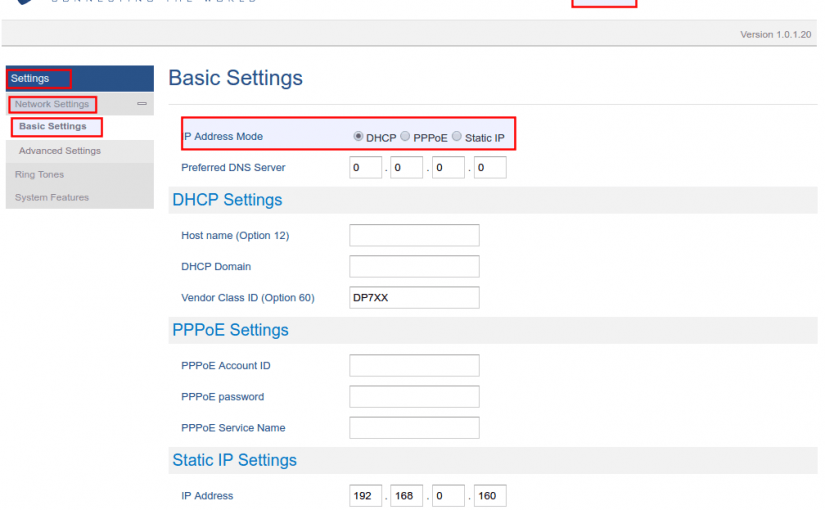 CONNECTING THE WORLD
Version 1.0.1.20
Settings
Network Settings
Basic Settings
Advanced Settings
Ring Tones
System Features
Basic Settings
IP Address Mode DHCP PPPoE Static IP
Preferred DNS Server 0 . 0 . 0 . 0
DHCP Settings
Host name (Option 12)
DHCP Domain
Vendor Class ID (Option 60) DP7XX
PPPoE Settings
PPPoE Account ID
PPPoE password
PPPoE Service Name
Static IP Settings
IP Address 192 . 168 . 0 . 160